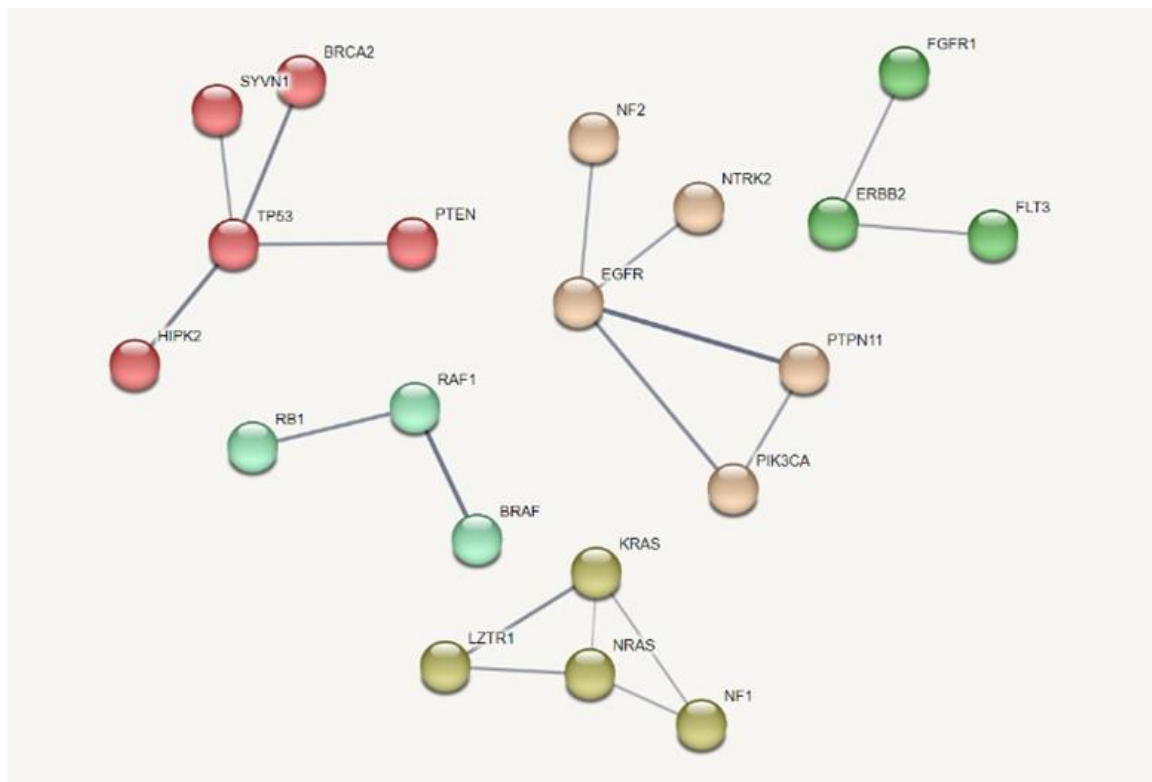 BRCA2
SYVN1
FGFR1
NF2
NTRK2
ERBB2
FLT3
TP53
PTEN
EGFR
HIPK2
PTPN11
RAF1
RB1
PIK3CA
BRAF
KRAS
LZTR1
NRAS
NF1